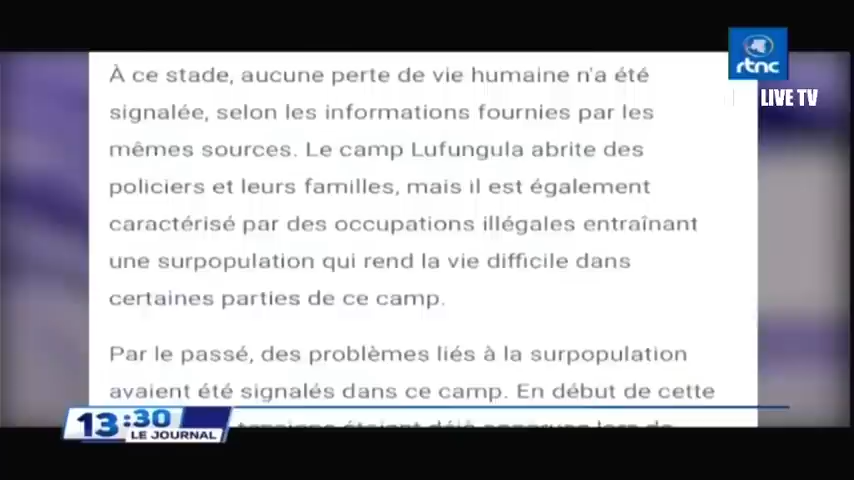 rtnc
LIVE TV
À ce stade, aucune perte de vie humaine n'a été
signalée, selon les informations fournies par les
mêmes sources. Le camp Lufungula abrite des
policiers et leurs familles, mais il est également
caractérisé par des occupations illégales entraînant
une surpopulation qui rend la vie difficile dans
certaines parties de ce camp.
Par le passé, des problèmes liés à la surpopulation
avaient été signalés dans ce camp. En début de cette
13:30
LE JOURNAL